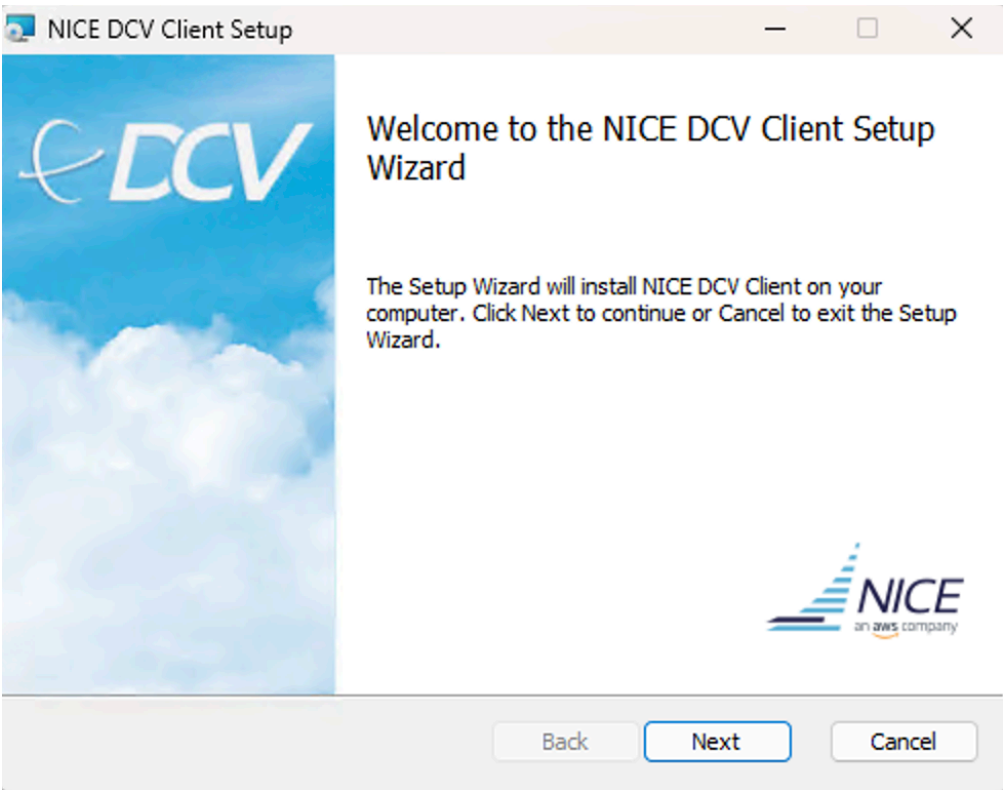 NICE DCV Client Setup
DCV
Welcome to the NICE DCV Client Setup
Wizard
The Setup Wizard will install NICE DCV Client on your
computer. Click Next to continue or Cancel to exit the Setup
Wizard.
NICE
an aws company
Back
Next
Cancel